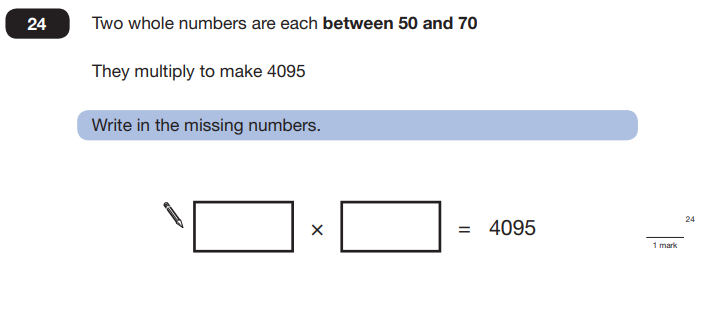 24
Two whole numbers are each between 50 and 70
They multiply to make 4095
Write in the missing numbers.
× = 4095
24
1 mark